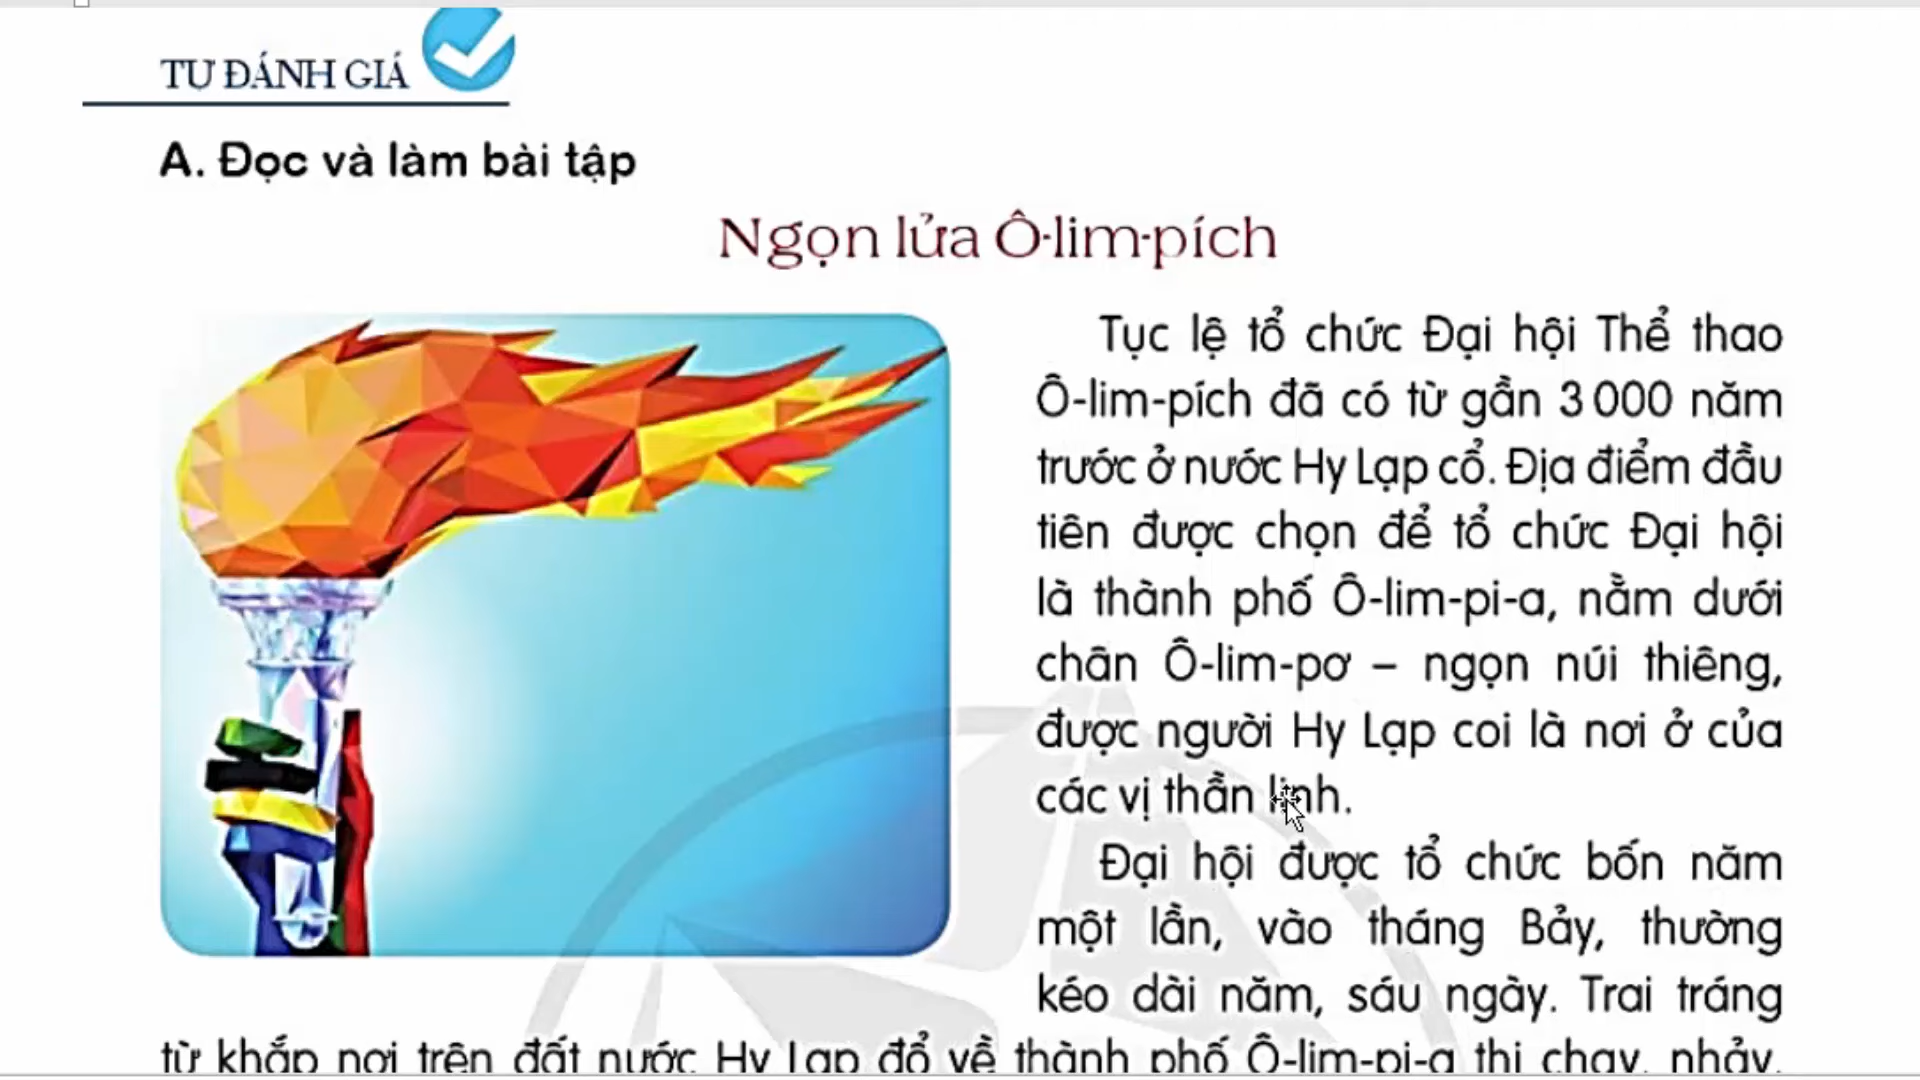 TỰ ĐÁNH GIÁ
A. Đọc và làm bài tập
Ngọn lửa Ô-lim-pích
Tục lệ tổ chức Đại hội Thể thao
Ô-lim-pích đã có từ gần 3 000 năm
trước ở nước Hy Lạp cổ. Địa điểm đầu
tiên được chọn để tổ chức Đại hội
là thành phố Ô-lim-pi-a, nằm dưới
chân Ô-lim-pơ – ngọn núi thiêng,
được người Hy Lạp coi là nơi ở của
các vị thần linh.
Đại hội được tổ chức bốn năm
một lần, vào tháng Bảy, thường
kéo dài năm, sáu ngày. Trai tráng
từ khắp nơi trên đất nước Hy Lạp đổ về thành phố Ô-lim-pi-a thi chạy, nhảy,